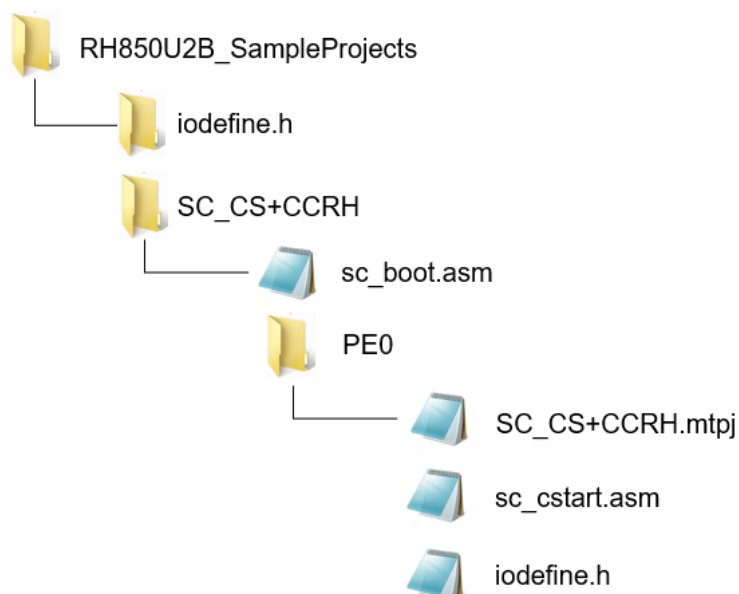 RH850U2B_SampleProjects
iodefine.h
SC_CS+CCRH
sc_boot.asm
PE0
SC_CS+CCRH.mtpj
sc_cstart.asm
iodefine.h